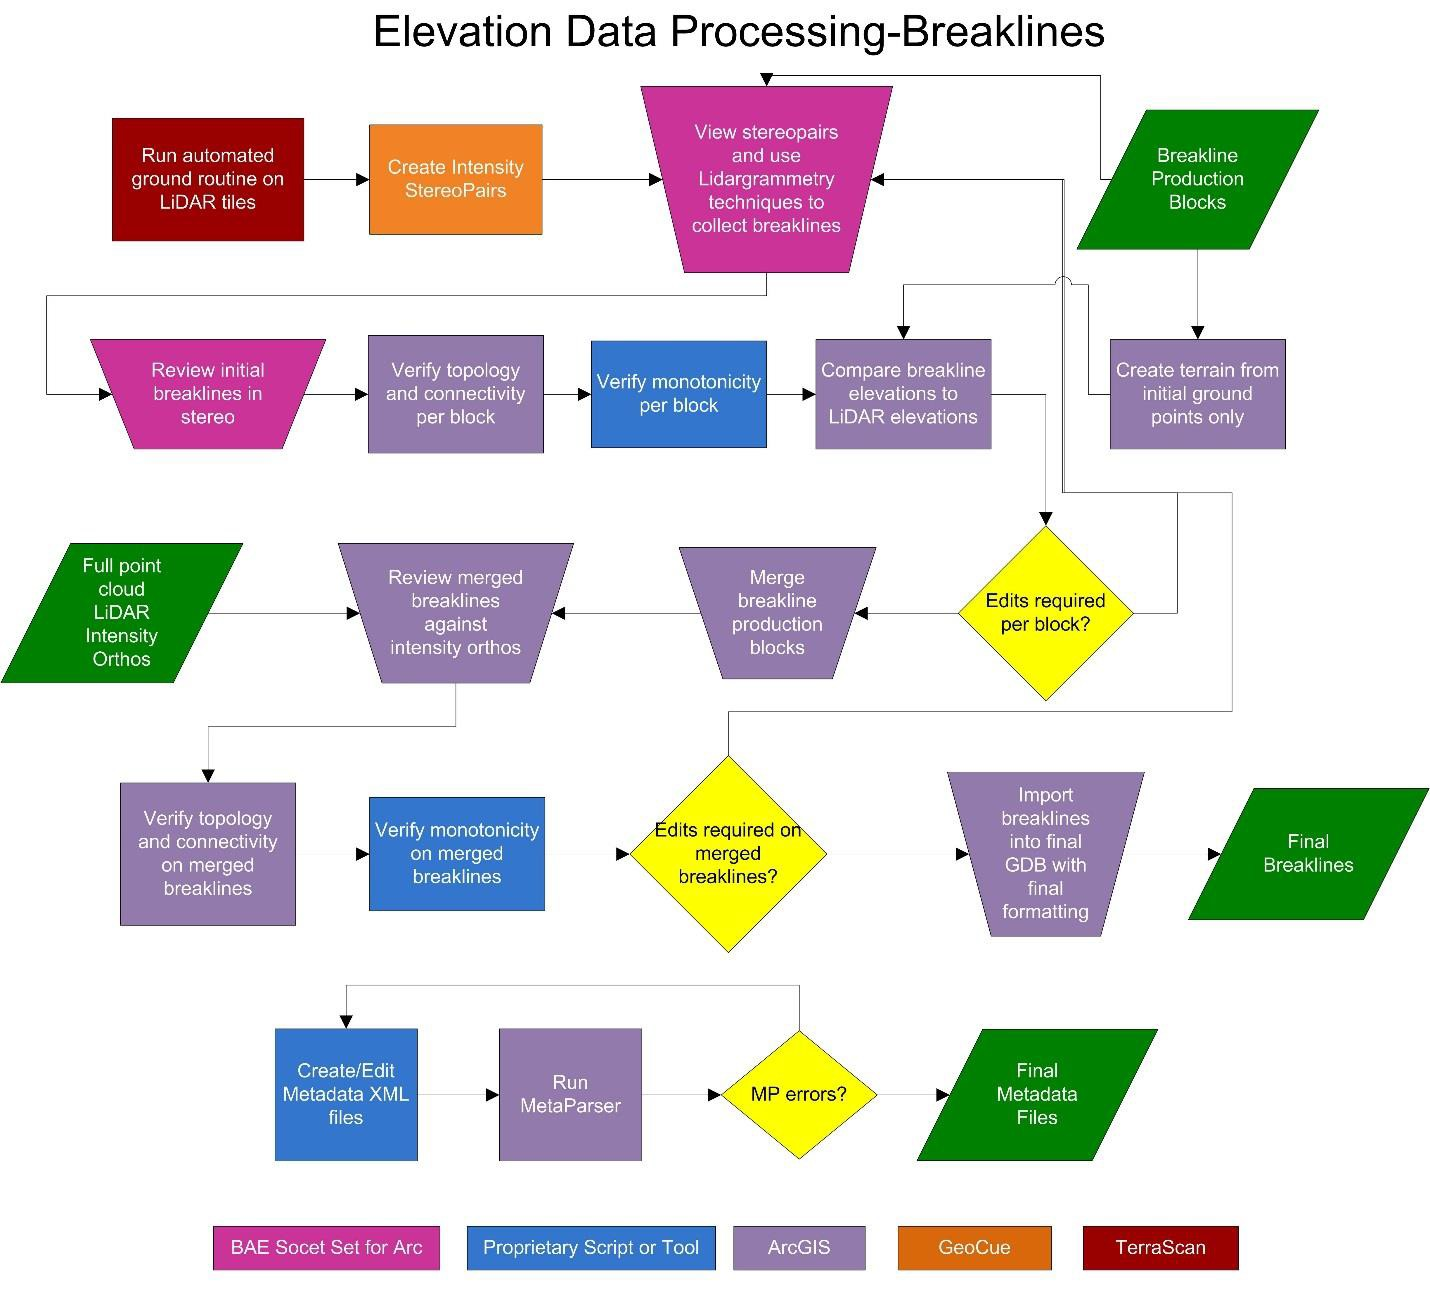 Elevation Data Processing-Breaklines
Run automated
ground routine on
LiDAR tiles
Create Intensity
StereoPairs
View stereopairs
and use
Lidargrammetry
techniques to
collect breaklines
Breakline
Production
Blocks
Review initial
breaklines in
stereo
Verify topology
and connectivity
per block
Verify monotonicity
per block
Compare breakline
elevations to
LiDAR elevations
Create terrain from
initial ground
points only
Full point
cloud
LiDAR
Intensity
Orthos
Review merged
breaklines
against
intensity orthos
Merge
breakline
production
blocks
Edits required
per block?
Verify topology
and connectivity
on merged
breaklines
Verify monotonicity
on merged
breaklines
Edits required on
merged
breaklines?
Import
breaklines
into final
GDB with
final
formatting
Final
Breaklines
Create/Edit
Metadata XML
files
Run
MetaParser
MP errors?
Final
Metadata
Files
BAE Socet Set for Arc
Proprietary Script or Tool
ArcGIS
GeoCue
TerraScan